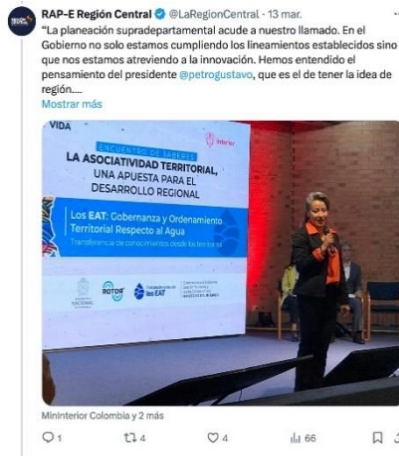 RAP-E Región Central @LaRegionCentral · 13 mar.
"La planeación supradepartamental acude a nuestro llamado. En el
Gobierno no solo estamos cumpliendo los lineamientos establecidos sino
que nos estamos atreviendo a la innovación. Hemos entendido el
pensamiento del presidente @petrogustavo, que es el de tener la idea de
región....
Mostrar más
VIDA
Interior
ENCUENTRO DE SABERES
LA ASOCIATIVIDAD TERRITORIAL,
UNA APUESTA PARA EL
DESARROLLO REGIONAL
Los EAT: Gobernanza y Ordenamiento
Territorial Respecto al Agua
Transferencia de conocimientos desde los territorios
ROTOR
los EAT
MinInterior Colombia y 2 más
1 4 4 66